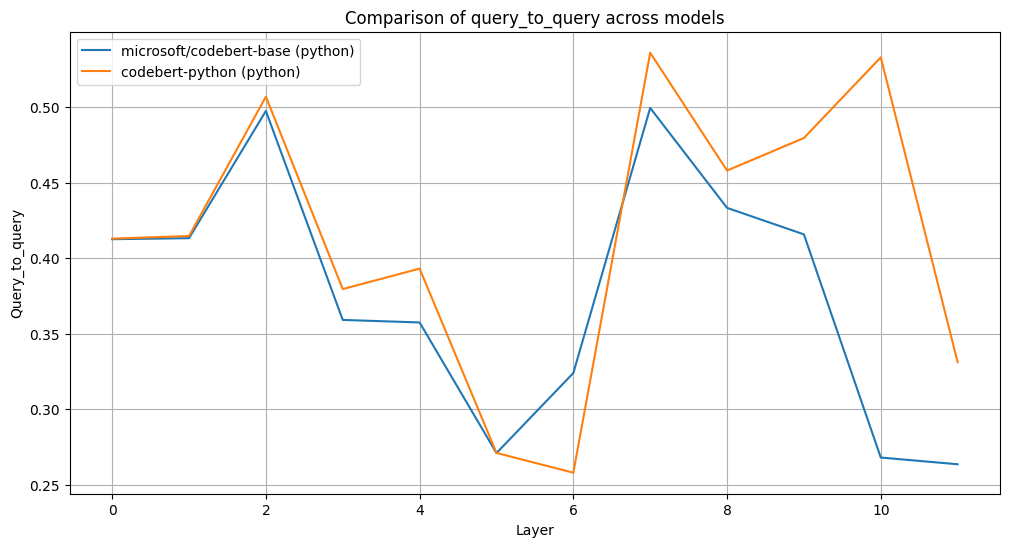 Comparison of query_to_query across models
microsoft/codebert-base (python)
codebert-python (python)
Query_to_query
0.50
0.45
0.40
0.35
0.30
0.25
0 2 4 6 8 10
Layer